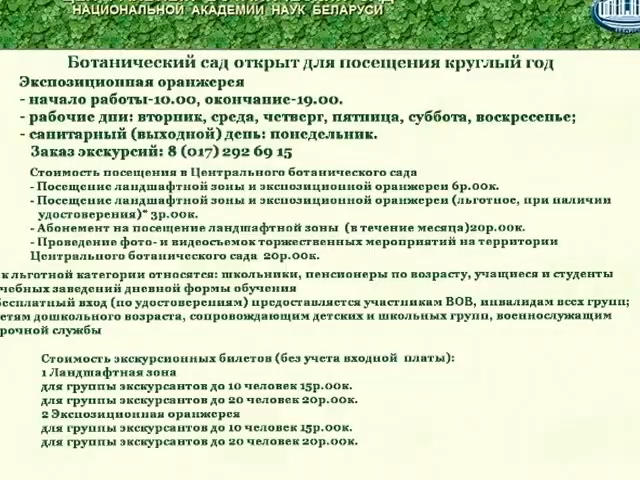 НАЦИОНАЛЬНОЙ АКАДЕМИИ НАУК БЕЛАРУСИ
Ботанический сад открыт для посещения круглый год
Экспозиционная оранжерея
- начало работы-10.00, окончание-19.00.
- рабочие дни: вторник, среда, четверг, пятница, суббота, воскресенье;
- санитарный (выходной) день: понедельник.
Заказ экскурсий: 8 (017) 292 69 15
Стоимость посещения в Центрального ботанического сада
- Посещение ландшафтной зоны и экспозиционной оранжереи 6р.00к.
- Посещение ландшафтной зоны и экспозиционной оранжереи (льготное, при наличии
удостоверения)* 3р.00к.
- Абонемент на посещение ландшафтной зоны (в течение месяца)20р.00к.
- Проведение фото- и видеосъемок торжественных мероприятий на территории
Центрального ботанического сада 20р.00к.
к льготной категории относятся: школьники, пенсионеры по возрасту, учащиеся и студенты
чебных заведений дневной формы обучения
бесплатный вход (по удостоверениям) предоставляется участникам ВОВ, инвалидам всех групп;
етям дошкольного возраста, сопровождающим детских и школьных групп, военнослужащим
рочной службы
Стоимость экскурсионных билетов (без учета входной платы):
1 Ландшафтная зона
для группы экскурсантов до 10 человек 15р.00к.
для группы экскурсантов до 20 человек 20р.00к.
2 Экспозиционная оранжерея
для группы экскурсантов до 10 человек 15р.00к.
для группы экскурсантов до 20 человек 20р.00к.